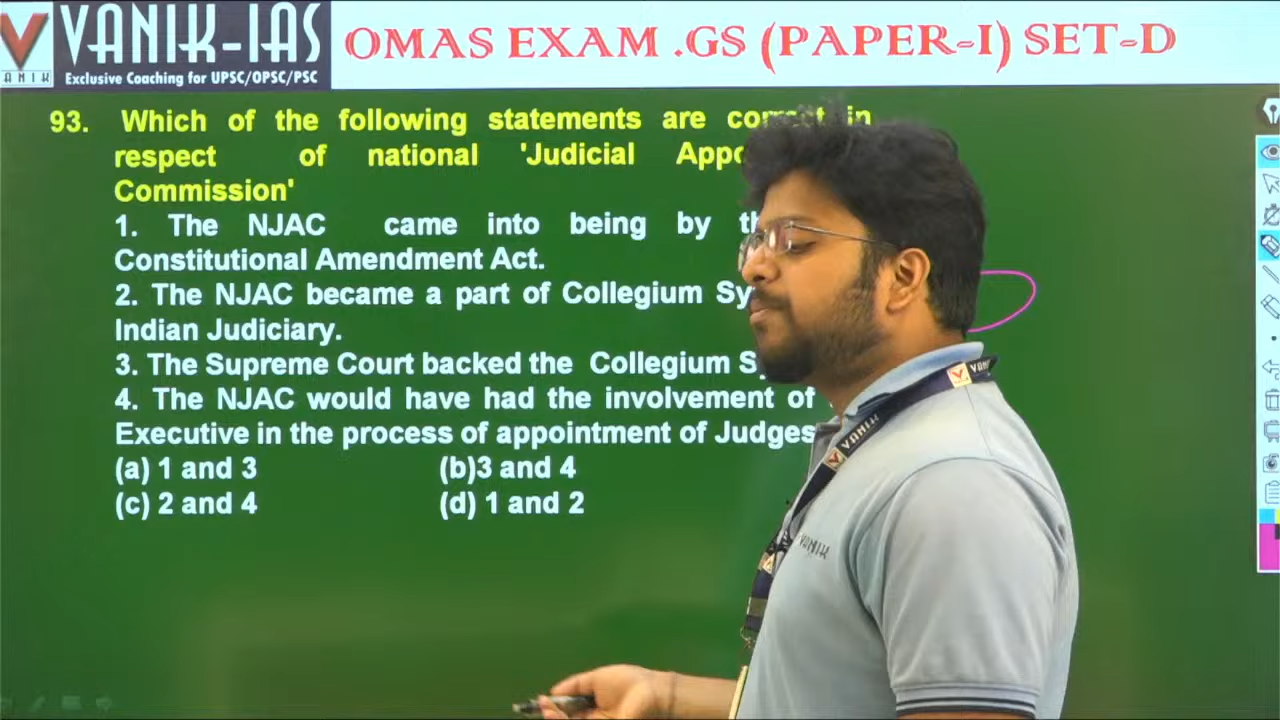 VANIK-IAS
Exclusive Coaching for UPSC/OPSC/PSC
VANIK
OMAS EXAM .GS (PAPER-I) SET-D
93. Which of the following statements are correct in
respect of national 'Judicial
Commission'
1. The NJAC came into being by
Constitutional Amendment Act.
2. The NJAC became a part of Collegium
Indian Judiciary.
3. The Supreme Court backed the Collegium
4. The NJAC would have had the involvement of
Executive in the process of appointment of Judges
(a) 1 and 3 (b)3 and 4
(c) 2 and 4 (d) 1 and 2
VANIK
VANIK
VANIK